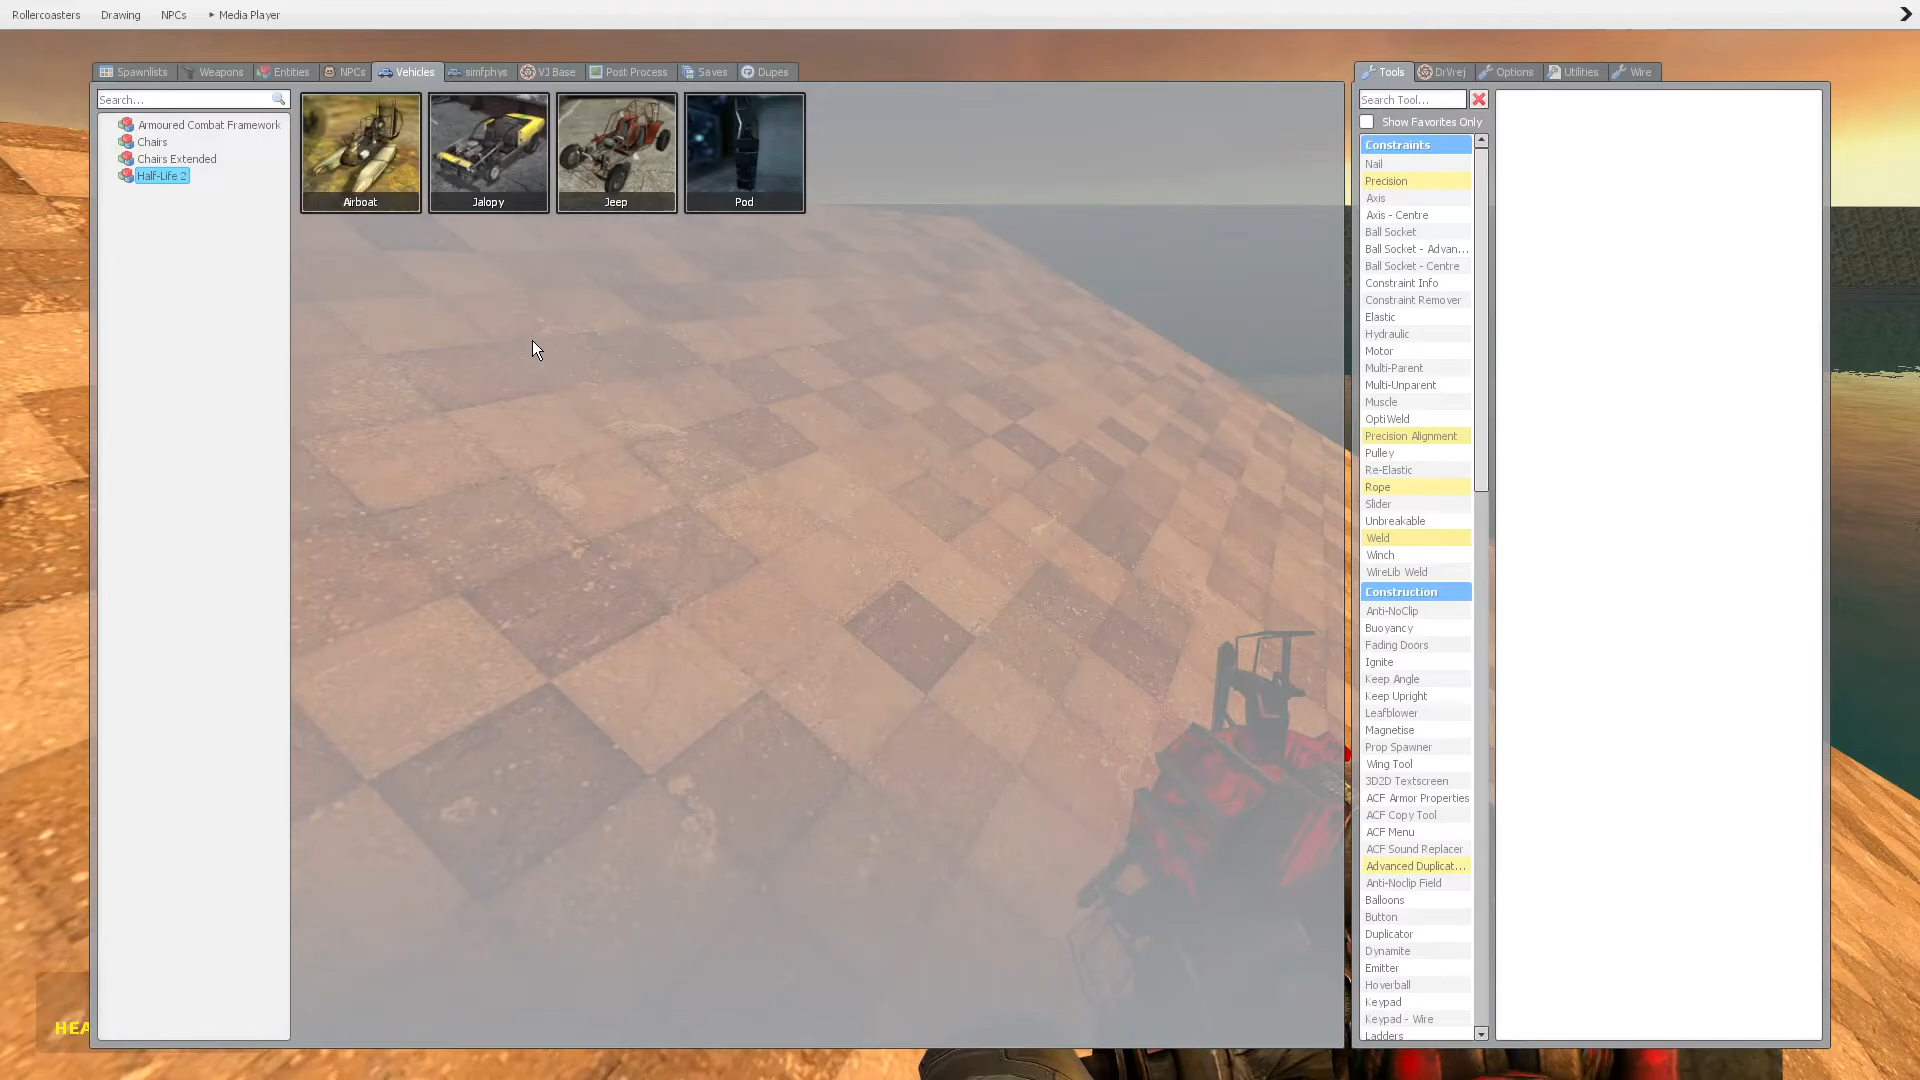 Rollercoasters Drawing NPCs Media Player
Spawnlists Weapons Entities NPCs Vehicles simfphys VJ Base Post Process Saves Dupes
Search...
Armoured Combat Framework
Chairs
Chairs Extended
Half-Life 2
Airboat Jalopy Jeep Pod
HEA
Tools DrVrej Options Utilities Wire
Search Tool...
Show Favorites Only
Constraints
Nail
Precision
Axis
Axis - Centre
Ball Socket
Ball Socket - Advan...
Ball Socket - Centre
Constraint Info
Constraint Remover
Elastic
Hydraulic
Motor
Multi-Parent
Multi-Unparent
Muscle
OptiWeld
Precision Alignment
Pulley
Re-Elastic
Rope
Slider
Unbreakable
Weld
Winch
WireLib Weld
Construction
Anti-NoClip
Buoyancy
Fading Doors
Ignite
Keep Angle
Keep Upright
Leafblower
Magnetise
Prop Spawner
Wing Tool
3D2D Textscreen
ACF Armor Properties
ACF Copy Tool
ACF Menu
ACF Sound Replacer
Advanced Duplicat...
Anti-Noclip Field
Balloons
Button
Duplicator
Dynamite
Emitter
Hoverball
Keypad
Keypad - Wire
Ladders